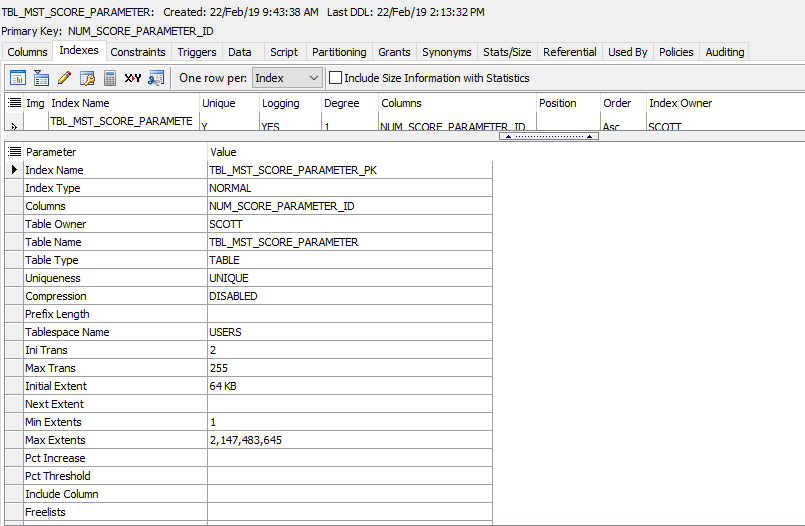 TBL_MST_SCORE_PARAMETER: Created: 22/Feb/19 9:43:38 AM Last DDL: 22/Feb/19 2:13:32 PM
Primary Key: NUM_SCORE_PARAMETER_ID
Columns Indexes Constraints Triggers Data Script Partitioning Grants Synonyms Stats/Size Referential Used By Policies Auditing
One row per: Index Include Size Information with Statistics
Img Index Name Unique Logging Degree Columns Position Order Index Owner
TBL_MST_SCORE_PARAMETE Y YES 1 NUM_SCORE_PARAMETER_ID Asc SCOTT
Parameter Value
Index Name TBL_MST_SCORE_PARAMETER_PK
Index Type NORMAL
Columns NUM_SCORE_PARAMETER_ID
Table Owner SCOTT
Table Name TBL_MST_SCORE_PARAMETER
Table Type TABLE
Uniqueness UNIQUE
Compression DISABLED
Prefix Length
Tablespace Name USERS
Ini Trans 2
Max Trans 255
Initial Extent 64 KB
Next Extent
Min Extents 1
Max Extents 2,147,483,645
Pct Increase
Pct Threshold
Include Column
Freelists